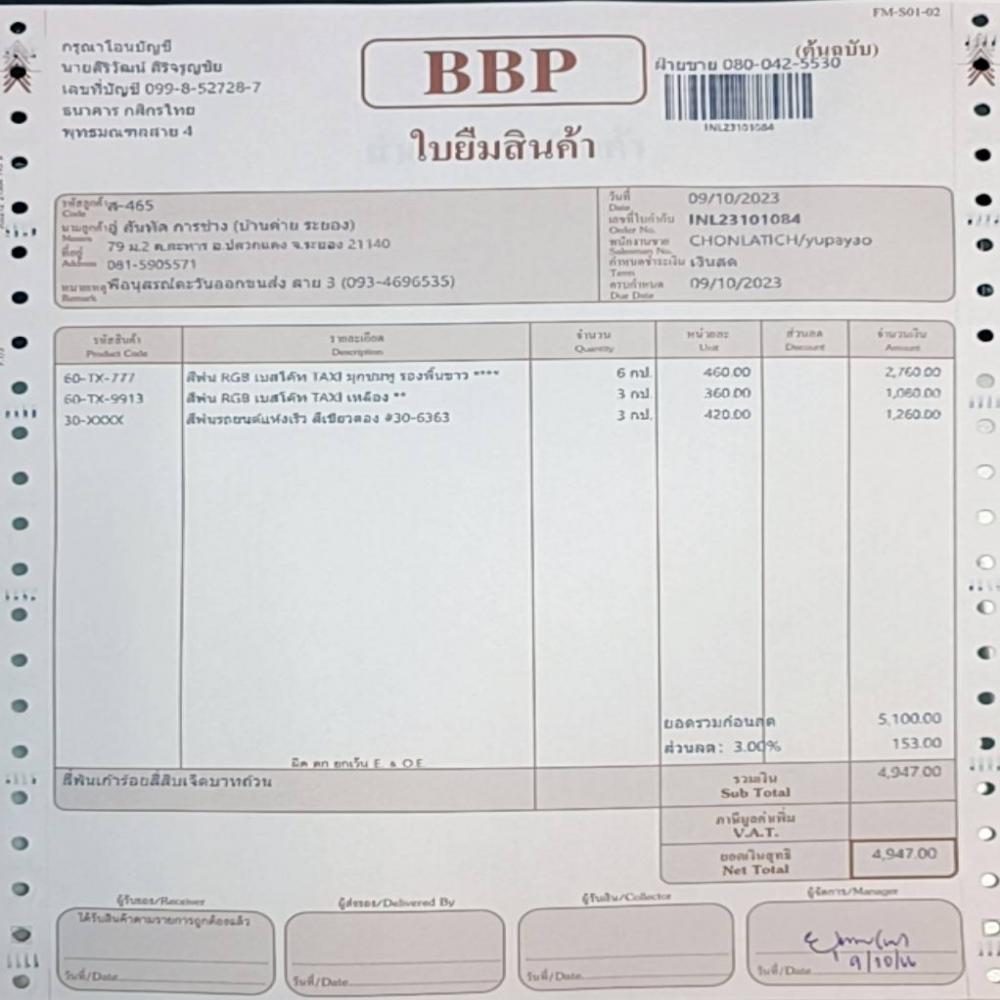 FM-S01-02
กรุณาโอนบัญชี
นายศิริวัฒน์ ศิริจรุญชัย
เลขที่บัญชี 099-8-52728-7
ธนาคาร กสิกรไทย
พุทธมณฑลสาย 4
BBP
ใบยืมสินค้า
(ต้นฉบับ)
ฝ่ายขาย 080-042-5530
INL23101084
รหัสลูกค้า ส-465
Code
นามลูกค้า อู่ สันทัด การช่าง (บ้านค่าย ระยอง)
ที่อยู่ 79 ม.2 ต.ละหาร อ.ปลวกแดง จ.ระยอง 21140
Address 081-5905571
หมายเหตุ พี่อนุสรณ์ตะวันออกขนส่ง สาย 3 (093-4696535)
Remark
วันที่ 09/10/2023
Date
เลขที่ใบกำกับ INL23101084
Order No.
พนักงานขาย CHONLATICH/yupayao
Salesman No.
กำหนดชำระเงิน เงินสด
Term
ครบกำหนด 09/10/2023
Due Date
รหัสสินค้า รายละเอียด จำนวน หน่วยละ ส่วนลด จำนวนเงิน
Product Code Description Quantity Unit Discount Amount
60-TX-777 สีพ่น RGB เบสโค้ท TAXI มุกชมพู รองพื้นขาว **** 6 กป. 460.00 2,760.00
60-TX-9913 สีพ่น RGB เบสโค้ท TAXI เหลือง ** 3 กป. 360.00 1,080.00
30-XXXX สีพ่นรถยนต์แห้งเร็ว สีเขียวตอง #30-6363 3 กป. 420.00 1,260.00
ยอดรวมก่อนลด 5,100.00
ส่วนลด: 3.00% 153.00
ผิด ตก ยกเว้น E. & O.E.
สี่พันเก้าร้อยสี่สิบเจ็ดบาทถ้วน
รวมเงิน 4,947.00
Sub Total
ภาษีมูลค่าเพิ่ม
V.A.T.
ยอดเงินสุทธิ 4,947.00
Net Total
ผู้รับของ/Receiver ผู้ส่งของ/Delivered By ผู้รับเงิน/Collector ผู้จัดการ/Manager
ได้รับสินค้าตามรายการถูกต้องแล้ว
9/10/66
วันที่/Date วันที่/Date วันที่/Date วันที่/Date